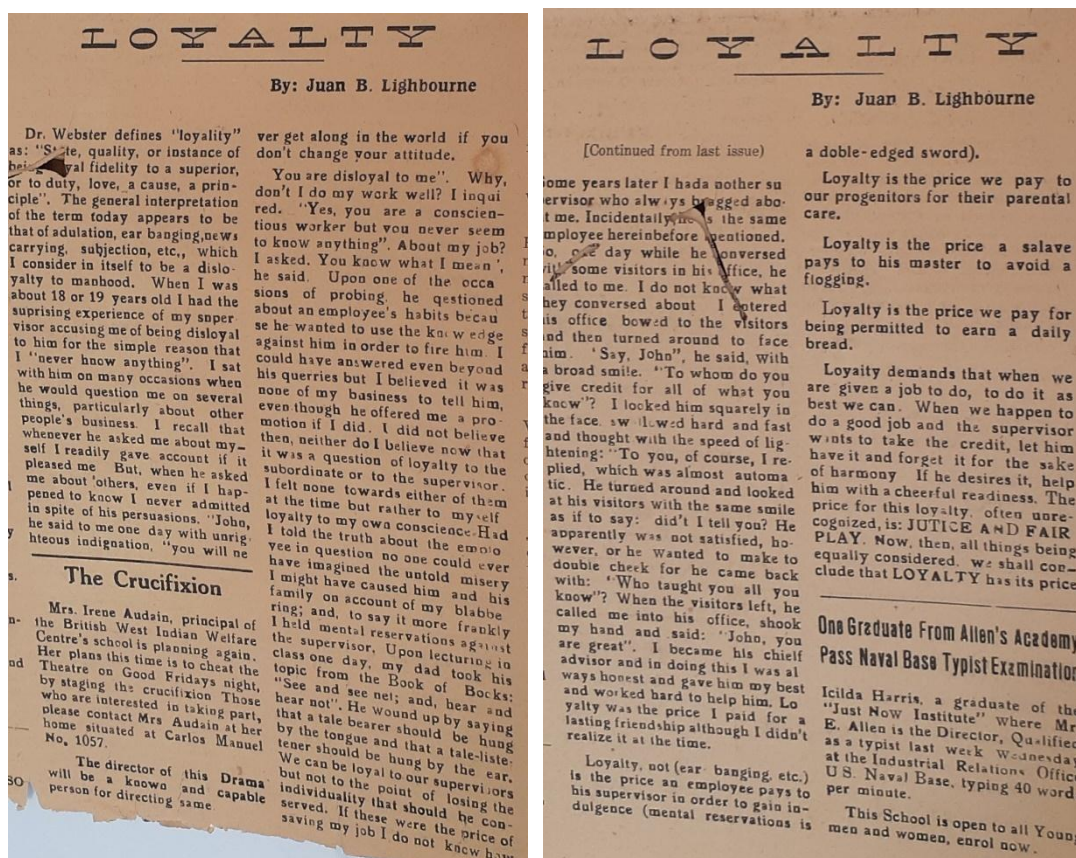 LOYALTY
By: Juan B. Lighbourne
Dr. Webster defines "loyality"
as: "State, quality, or instance of
being loyal fidelity to a superior,
or to duty, love, a cause, a prin-
ciple". The general interpretation
of the term today appears to be
that of adulation, ear banging,news
carrying, subjection, etc., which
I consider in itself to be a dislo-
yalty to manhood. When I was
about 18 or 19 years old I had the
suprising experience of my super
visor accusing me of being disloyal
to him for the simple reason that
I "never know anything". I sat
with him on many occasions when
he would question me on several
things, particularly about other
people's business. I recall that
whenever he asked me about my-
self I readily gave account if it
pleased me But, when he asked
me about 'others, even if I hap-
pened to know I never admitted
in spite of his persuasions. "John,
he said to me one day with unrig-
hteous indignation, "you will ne
The Crucifixion
Mrs. Irene Audain, principal of
the British West Indian Welfare
Centre's school is planning again.
Her plans this time is to cheat the
Theatre on Good Fridays night,
by staging the crucifixion Those
who are interested in taking part,
please contact Mrs Audain at her
home situated at Carlos Manuel
No. 1057.
The director of this Drama
will be a known and capable
person for directing same
ver get along in the world if you
don't change your attitude.
You are disloyal to me". Why,
don't I do my work well? I inqui
red. "Yes, you are a conscien-
tious worker but you never seem
to know anything". About my job?
I asked. You know what I mean',
he said. Upon one of the occa
sions of probing, he qestioned
about an employee's habits becau
se he wanted to use the knowedge
against him in order to fire him. I
could have answered even beyond
his querries but I believed it was
none of my business to tell him,
even though he offered me a pro-
motion if I did. I did not believe
then, neither do I believe now that
it was a question of loyalty to the
subordinate or to the supervisor.
I felt none towards either of them
at the time but rather to myself
loyalty to my own conscience.Had
I told the truth about the emplo
yee in question no one could ever
have imagined the untold misery
I might have caused him and his
family on account of my blabbe
ring; and, to say it more frankly
I held mental reservations against
the supervisor. Upon lecturing in
class one day, my dad took his
topic from the Book of Bocks:
"See and see net; and, hear and
hear not". He wound up by saying
that a tale bearer should be hung
by the tongue and that a tale-liste-
tener should be hung by the ear.
We can be loyal to our supervisors
but not to the point of losing the
individuality that should be con-
served. If these were the price of
saving my job I do not know how
LOYALTY
By: Juan B. Lighbourne
[Continued from last issue)
some years later I hada nother su
ervisor who always bragged abo-
t me. Incidentally he is the same
mployee hereinbefore mentioned.
o, one day while he conversed
with some visitors in his office, he
alled to me. I do not know what
hey conversed about I entered
is office bowed to the visitors
and then turned around to face
him. 'Say, John", he said, with
a broad smile. "To whom do you
give credit for all of what you
know"? I looked him squarely in
the face, swllowed hard and fast
and thought with the speed of lig-
htening: "To you, of course, I re-
plied, which was almost automa
tic. He turned around and looked
at his visitors with the same smile
as if to say: did't I tell you? He
apparently was not satisfied, ho-
wever, or he wanted to make to
double check for he came back
with: "Who taught you all you
know"? When the visitors left, he
called me into his office, shook
my hand and said: "John, you
are great". I became his chielf
advisor and in doing this I was al
ways honest and gave him my best
and worked hard to help him. Lo
yalty was the price I paid for a
lasting friendship although I didn't
realize it at the time.
Loyalty, not (ear banging, etc.)
is the price an employee pays to
his supervisor in order to gain in-
dulgence (mental reservations is
a doble-edged sword).
Loyalty is the price we pay to
our progenitors for their parental
care.
Loyalty is the price a salave
pays to his master to avoid a
flogging.
Loyalty is the price we pay for
being permitted to earn a daily
bread.
Loyaity demands that when we
are given a job to do, to do it as
best we can. When we happen to
do a good job and the supervisor
wants to take the credit, let him
have it and forget it for the sake
of harmony If he desires it, help
him with a cheerful readiness. The
price for this loyalty, often unre-
cognized, is: JUTICE AND FAIR
PLAY. Now, then, all things being
equally considered, we shall con-
clude that LOYALTY has its price
One Graduate From Allen's Academy
Pass Naval Base Typist Examination
Icilda Harris, a graduate of the
"Just Now Institute" where Mr.
E. Allen is the Director, Qualified
as a typist last week Wednesday
at the Industrial Relations Office
U.S. Naval Base, typing 40 word
per minute.
This School is open to all Young
men and women, enrol now.